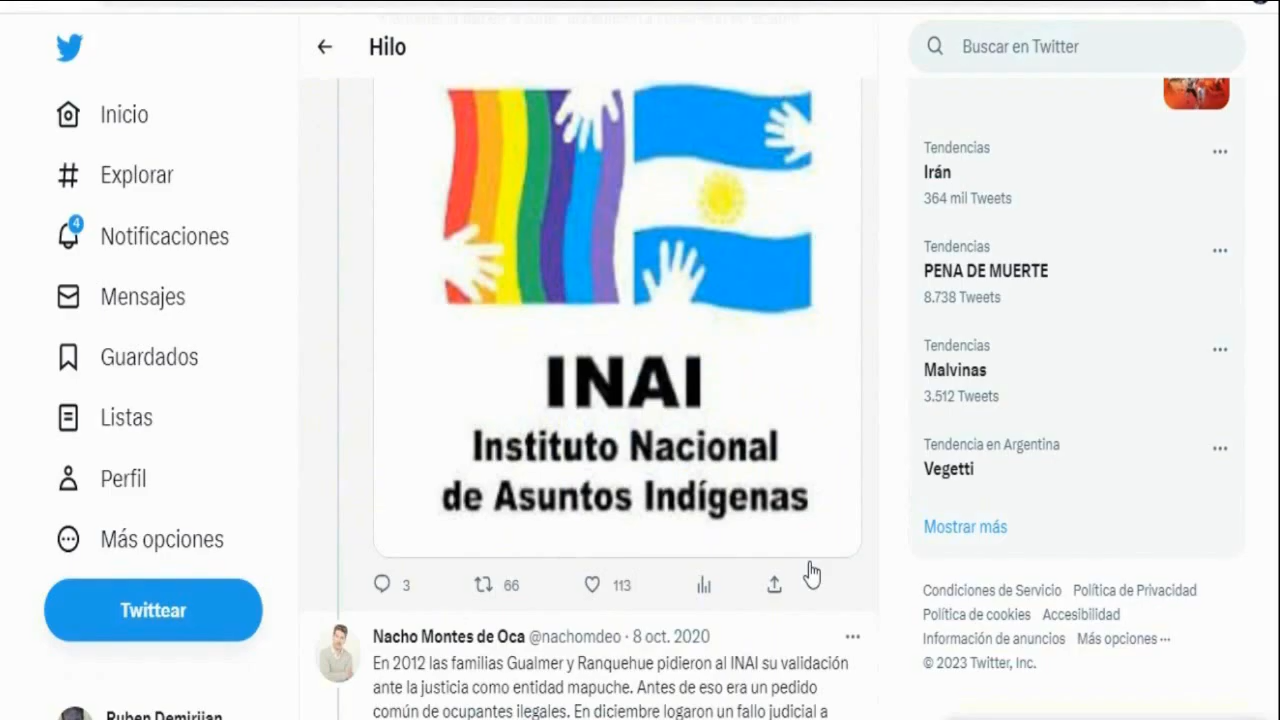 Hilo
Buscar en Twitter
Inicio
Explorar
4
Notificaciones
Mensajes
Guardados
Listas
Perfil
Más opciones
Twittear
Ruben Demirjian
INAI
Instituto Nacional
de Asuntos Indígenas
3
66
113
Nacho Montes de Oca @nachomdeo · 8 oct. 2020
En 2012 las familias Gualmer y Ranquehue pidieron al INAI su validación
ante la justicia como entidad mapuche. Antes de eso era un pedido
común de ocupantes ilegales. En diciembre logaron un fallo judicial a
Tendencias
Irán
364 mil Tweets
Tendencias
PENA DE MUERTE
8.738 Tweets
Tendencias
Malvinas
3.512 Tweets
Tendencia en Argentina
Vegetti
Mostrar más
Condiciones de Servicio Política de Privacidad
Política de cookies Accesibilidad
Información de anuncios Más opciones ···
© 2023 Twitter, Inc.